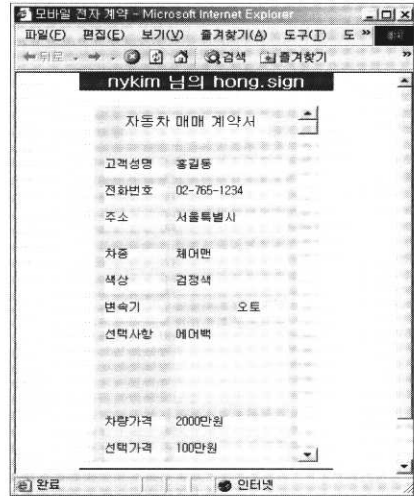 모바일 전자 계약 - Microsoft Internet Explorer
파일(F) 편집(E) 보기(V) 즐겨찾기(A) 도구(T) 도 »
뒤로 검색 즐겨찾기 »
nykim 님의 hong.sign
자동차 매매 계약서
고객성명 홍길동
전화번호 02-765-1234
주소 서울특별시
차종 체어맨
색상 검정색
변속기 오토
선택사항 에어백
차량가격 2000만원
선택가격 100만원
완료 인터넷